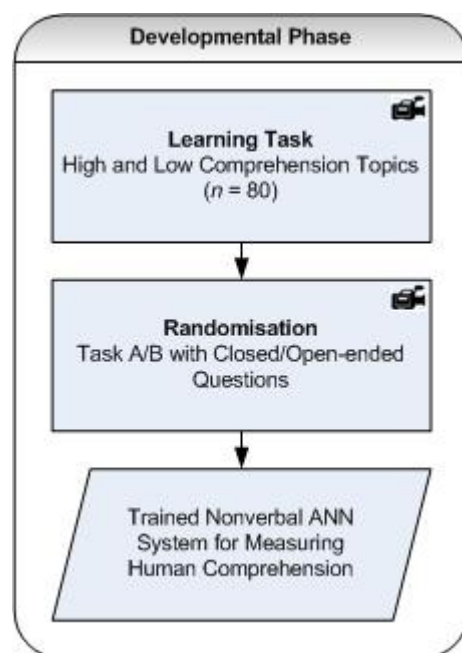 Developmental Phase
Learning Task
High and Low Comprehension Topics
(n = 80)
Randomisation
Task A/B with Closed/Open-ended
Questions
Trained Nonverbal ANN
System for Measuring
Human Comprehension